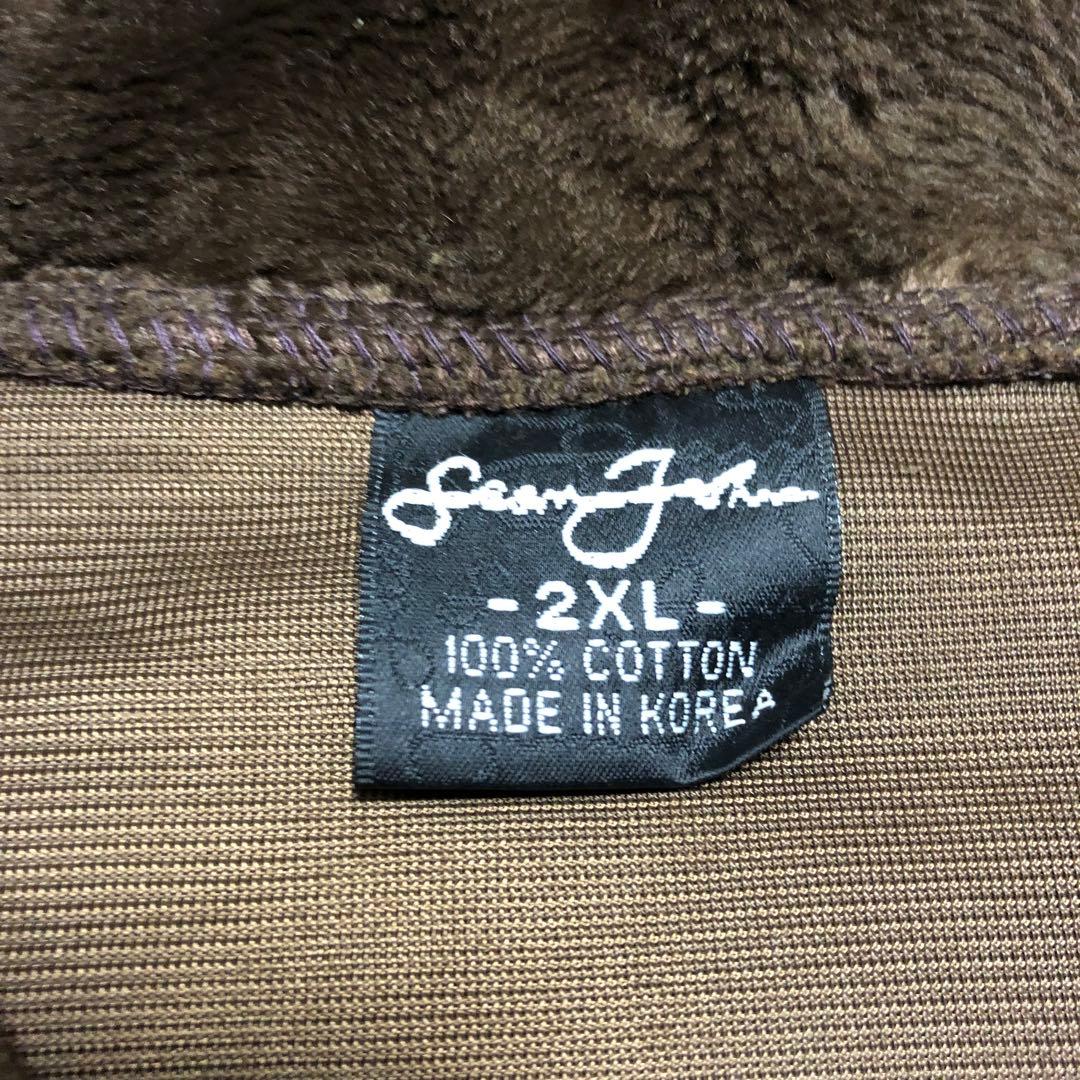 Sean John
- 2XL -
100% COTTON
MADE IN KOREA